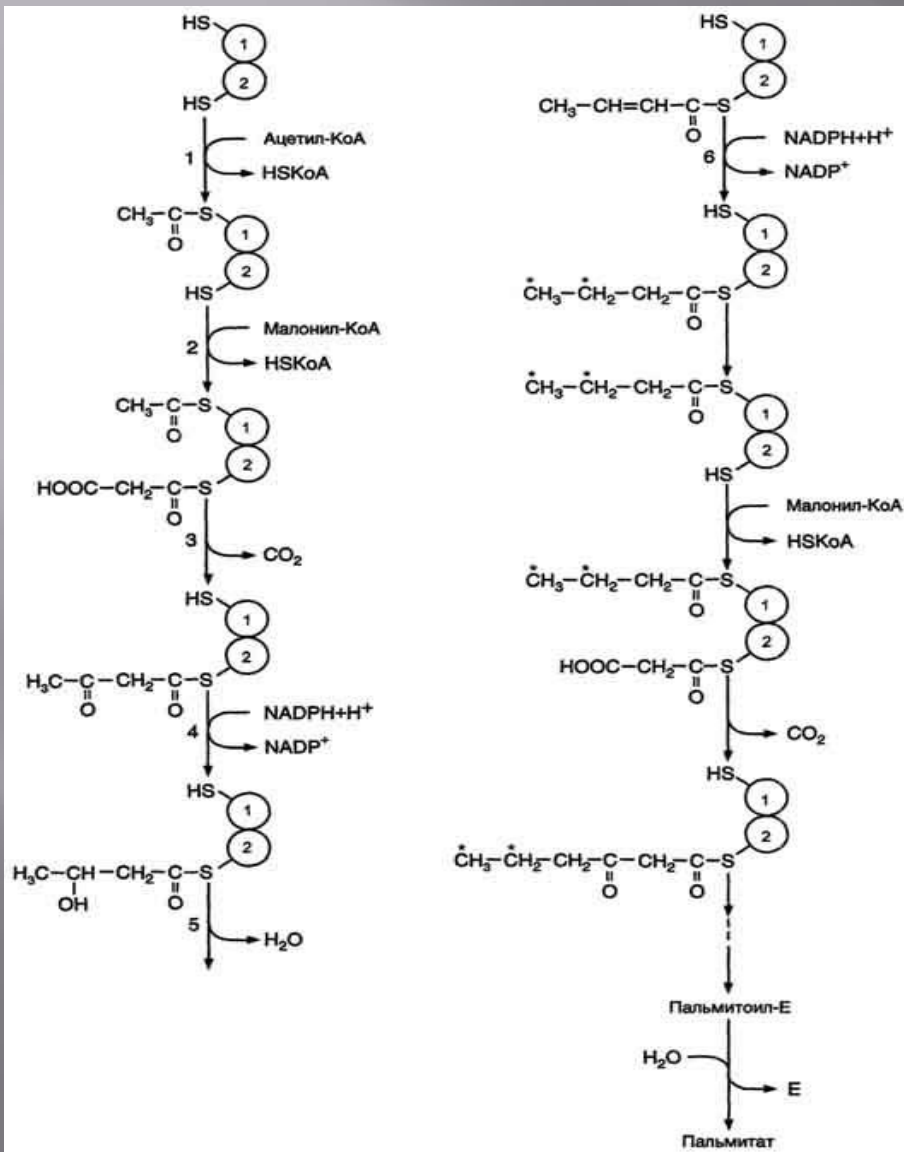 HS
1
2
HS
1
Ацетил-КоА
HSKoA
CH₃—C—S
O
1
2
HS
2
Малонил-КоА
HSKoA
CH₃—C—S
O
1
2
HOOC—CH₂—C—S
O
3
CO₂
HS
1
2
H₃C—C—CH₂—C—S
O O
4
NADPH+H⁺
NADP⁺
HS
1
2
H₃C—CH—CH₂—C—S
OH O
5
H₂O
HS
1
2
CH₃—CH=CH—C—S
O
6
NADPH+H⁺
NADP⁺
HS
1
2
* *
CH₃—CH₂—CH₂—C—S
O
* *
CH₃—CH₂—CH₂—C—S
O
1
2
HS
Малонил-КоА
HSKoA
* *
CH₃—CH₂—CH₂—C—S
O
1
2
HOOC—CH₂—C—S
O
CO₂
HS
1
2
* *
CH₃—CH₂—CH₂—C—CH₂—C—S
O O
Пальмитоил-Е
H₂O
E
Пальмитат